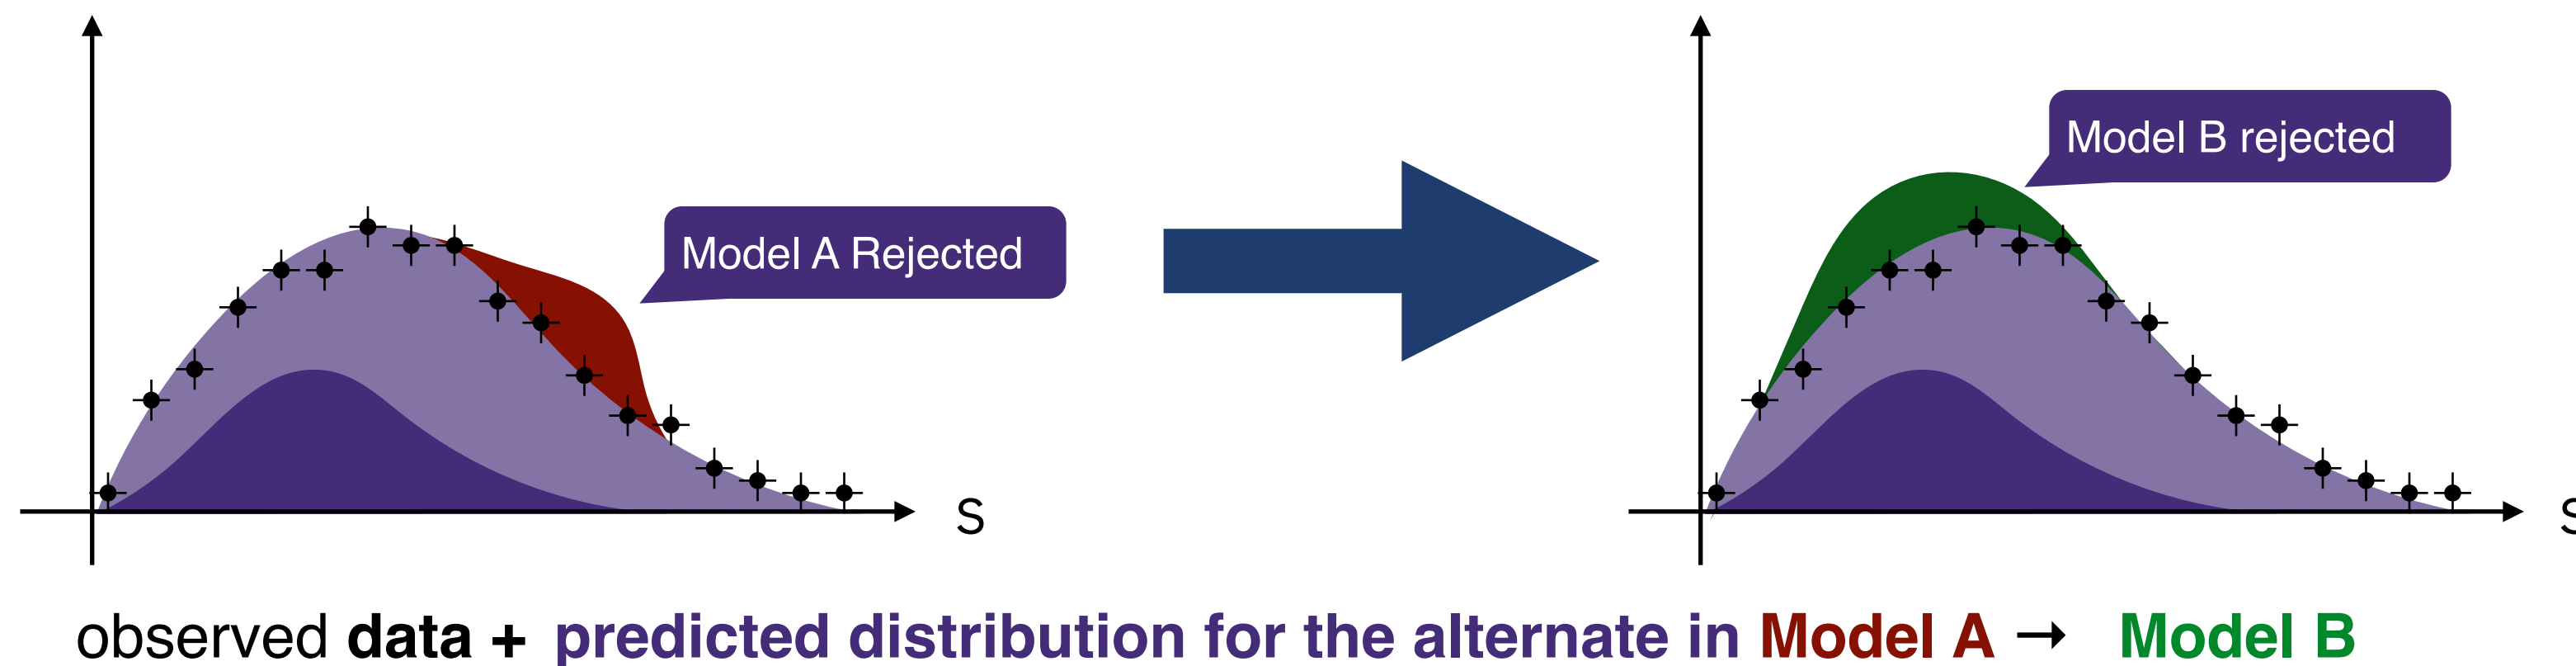 Model B rejected
Model A Rejected
s
s
observed data + predicted distribution for the alternate in Model A → Model B